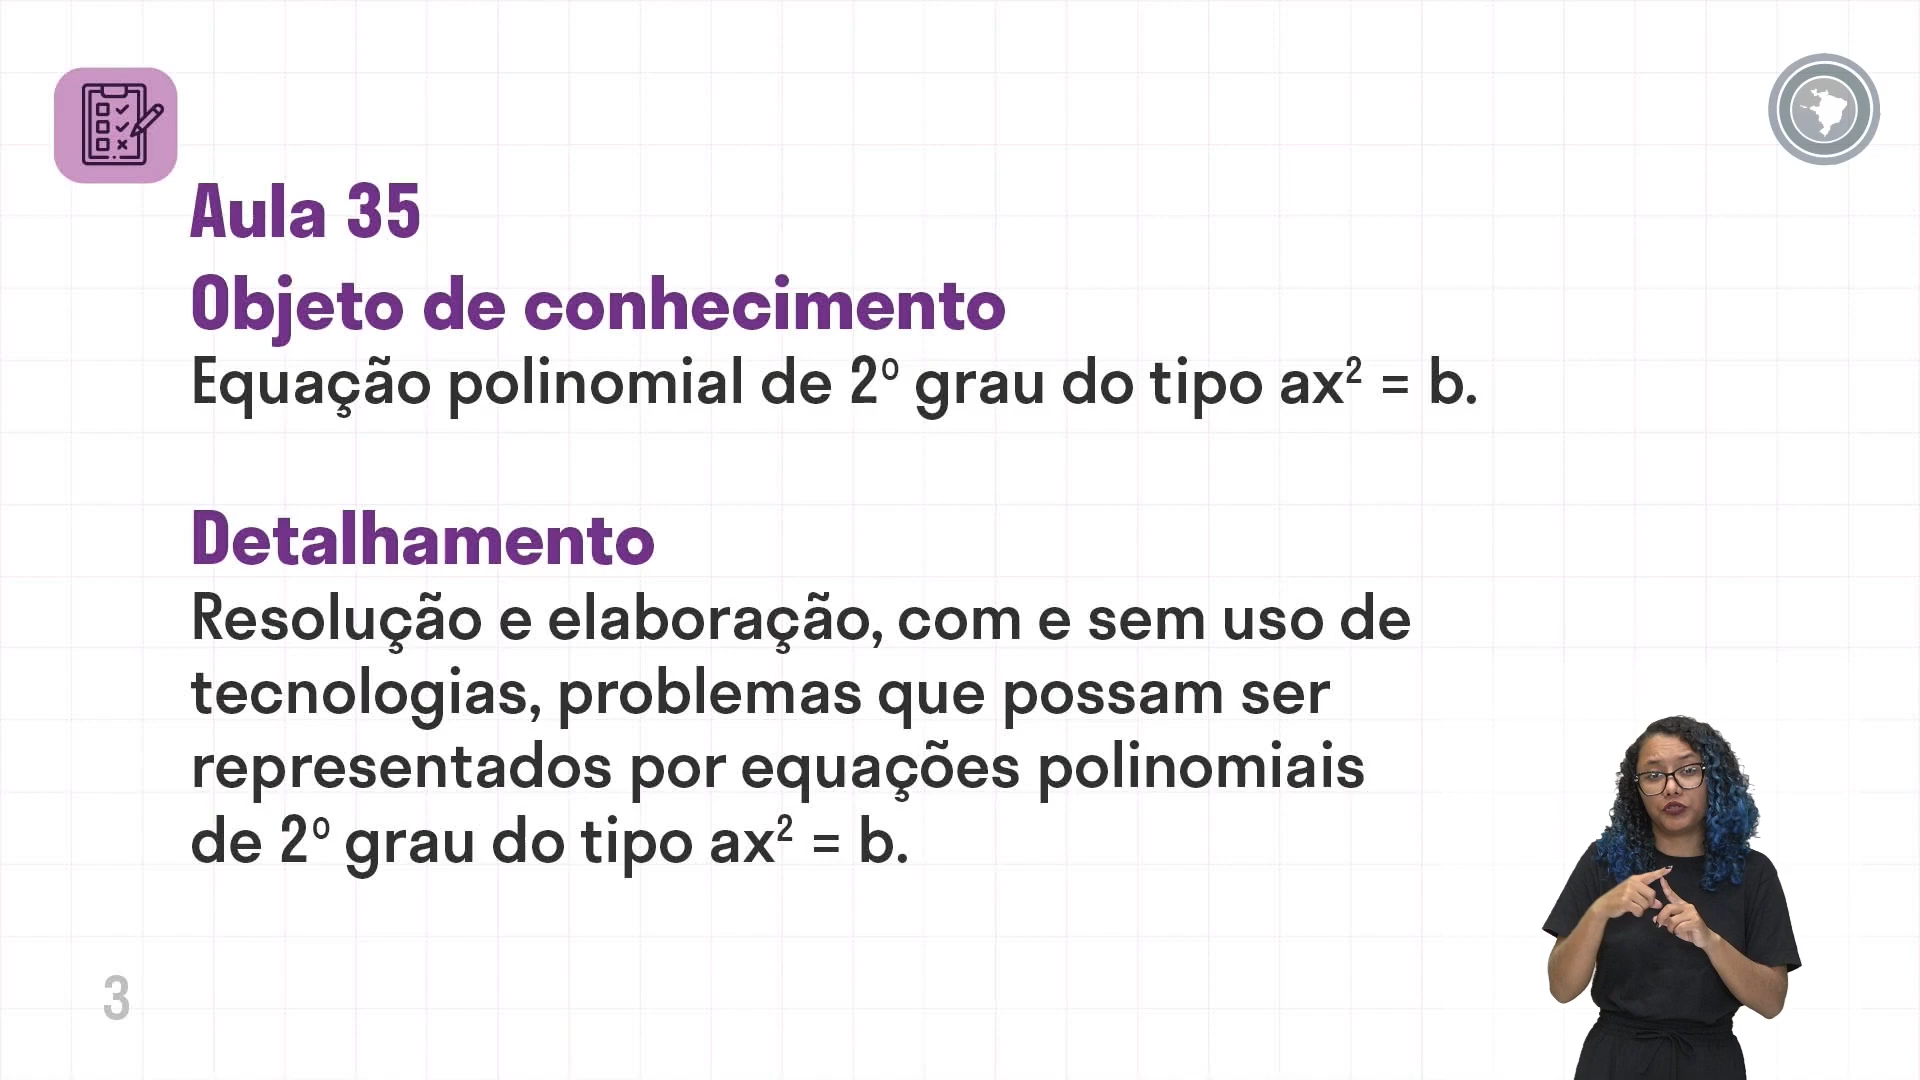 Aula 35
Objeto de conhecimento
Equação polinomial de 2º grau do tipo ax² = b.
Detalhamento
Resolução e elaboração, com e sem uso de
tecnologias, problemas que possam ser
representados por equações polinomiais
de 2º grau do tipo ax² = b.
3